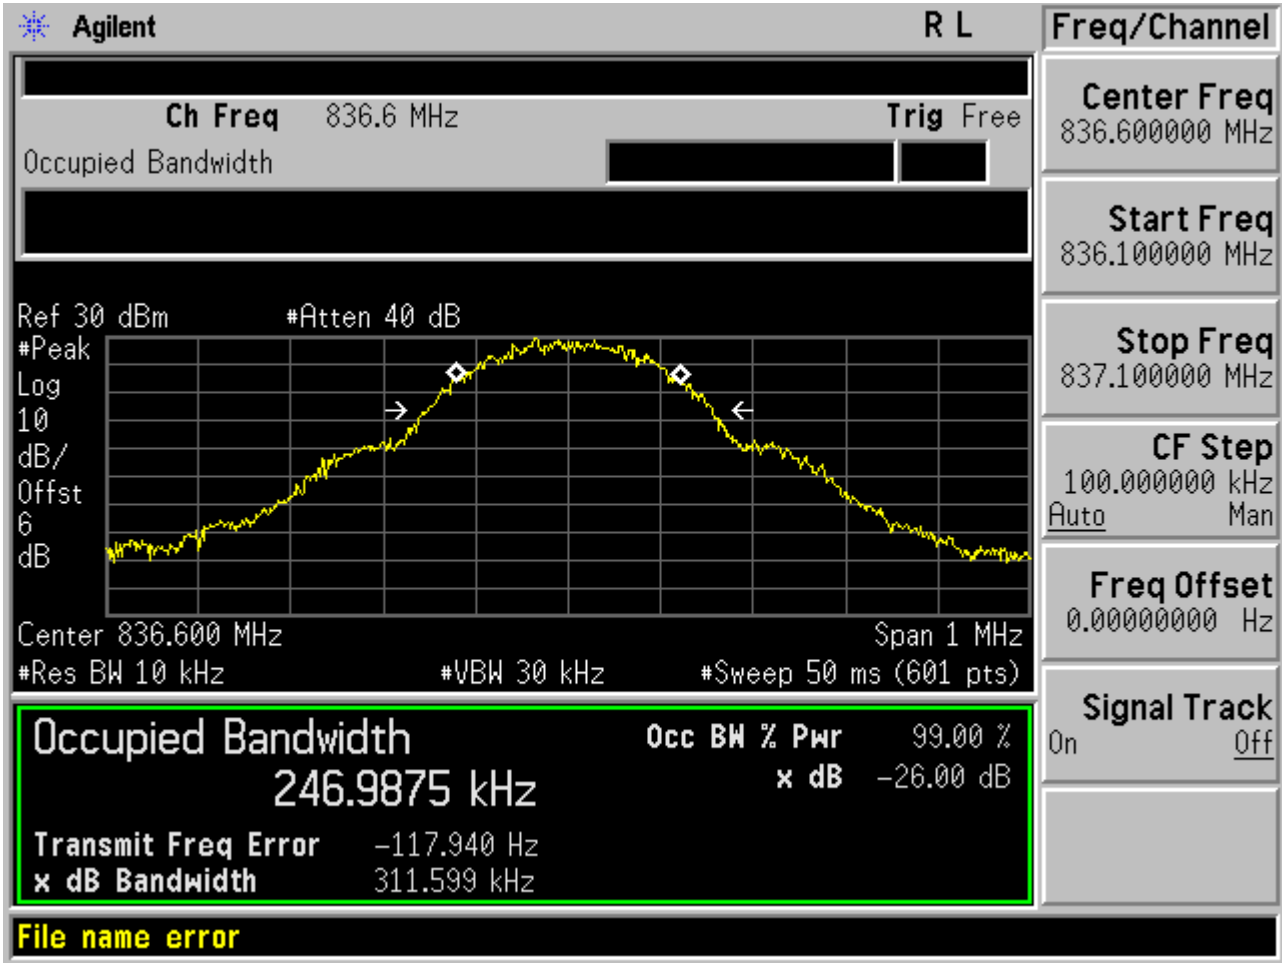 Agilent R L Freq/Channel
Ch Freq 836.6 MHz Trig Free
Occupied Bandwidth
Center Freq
836.600000 MHz
Start Freq
836.100000 MHz
Stop Freq
837.100000 MHz
CF Step
100.000000 kHz
Auto Man
Freq Offset
0.00000000 Hz
Signal Track
On Off
Ref 30 dBm #Atten 40 dB
#Peak
Log
10
dB/
Offst
6
dB
Center 836.600 MHz Span 1 MHz
#Res BW 10 kHz #VBW 30 kHz #Sweep 50 ms (601 pts)
Occupied Bandwidth Occ BW % Pwr 99.00 %
246.9875 kHz x dB -26.00 dB
Transmit Freq Error -117.940 Hz
x dB Bandwidth 311.599 kHz
File name error